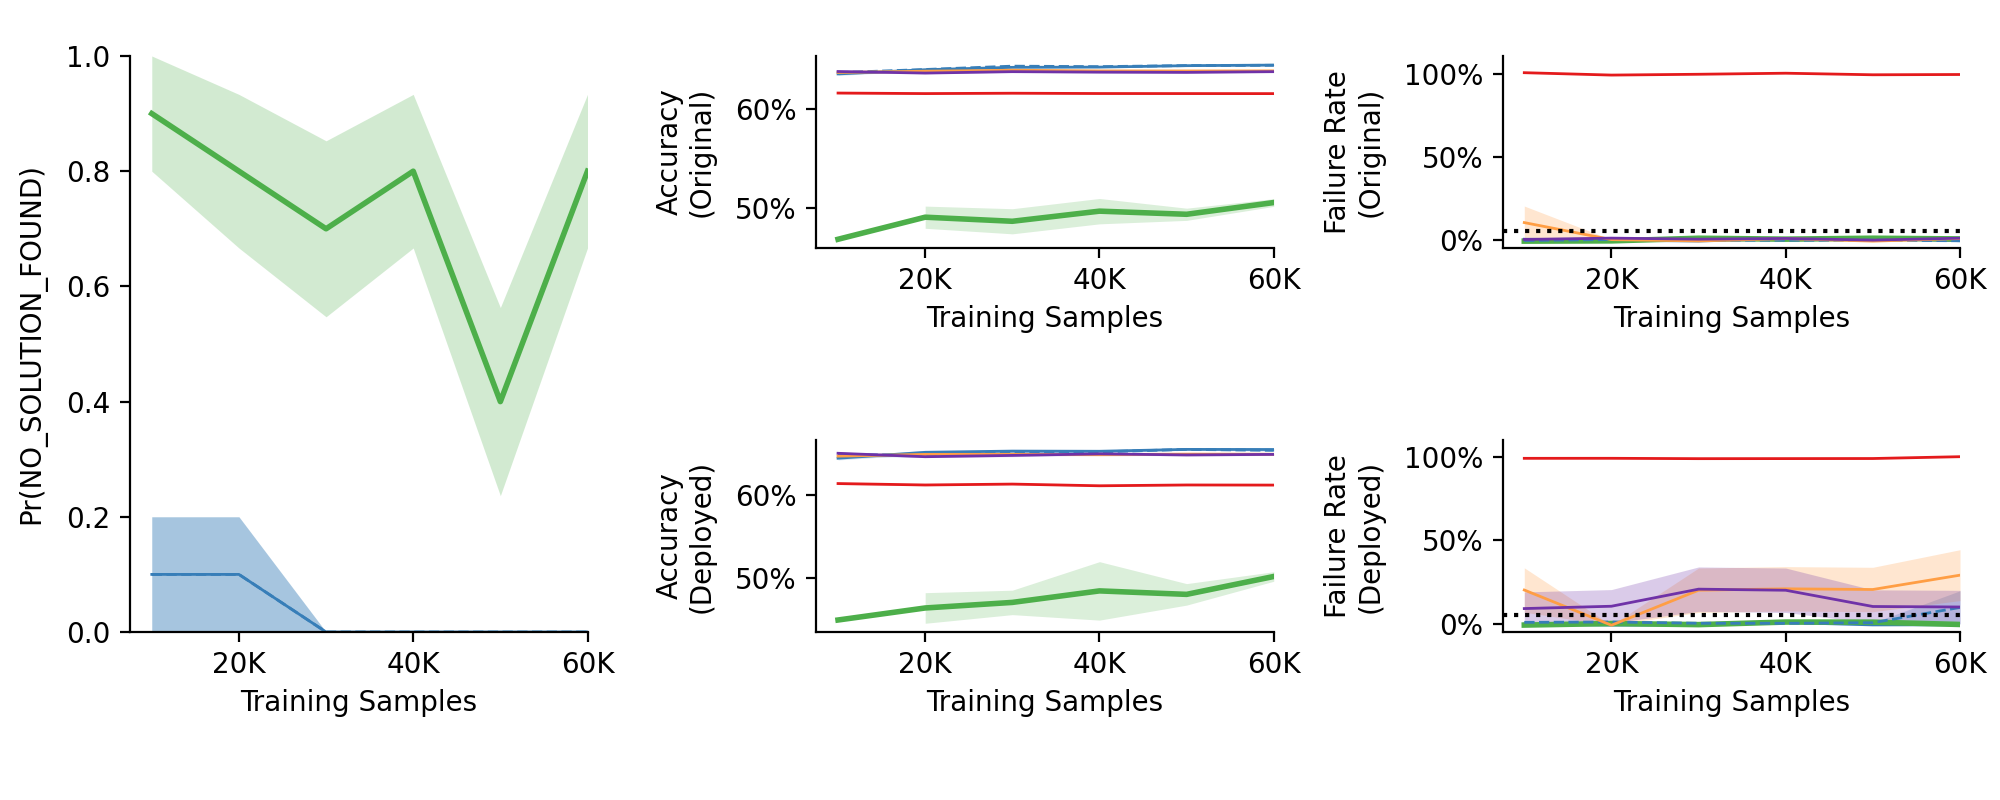 Pr(NO_SOLUTION_FOUND)
1.0
0.8
0.6
0.4
0.2
0.0
20K
40K
60K
Training Samples
Accuracy
(Original)
60%
50%
20K
40K
60K
Training Samples
Failure Rate
(Original)
100%
50%
0%
20K
40K
60K
Training Samples
Accuracy
(Deployed)
60%
50%
20K
40K
60K
Training Samples
Failure Rate
(Deployed)
100%
50%
0%
20K
40K
60K
Training Samples